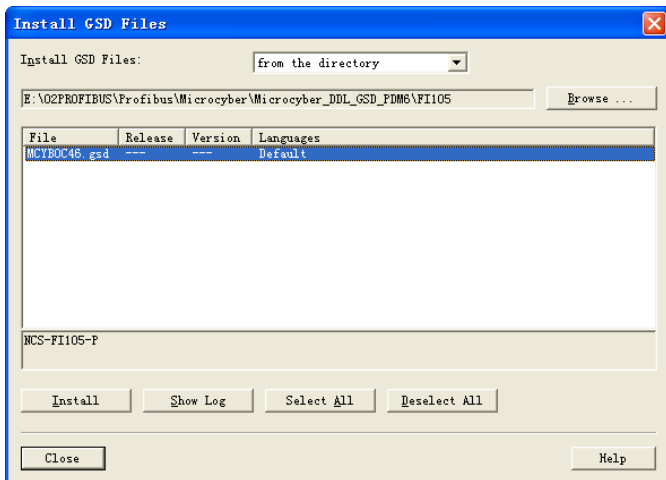 Install GSD Files
Install GSD Files: from the directory
E:\02PROFIBUS\Profibus\Microcyber\Microcyber_DDL_GSD_PDM6\FI105 Browse ...
File Release Version Languages
MCYBOC46.gsd --- --- Default
NCS-FI105-P
Install Show Log Select All Deselect All
Close Help